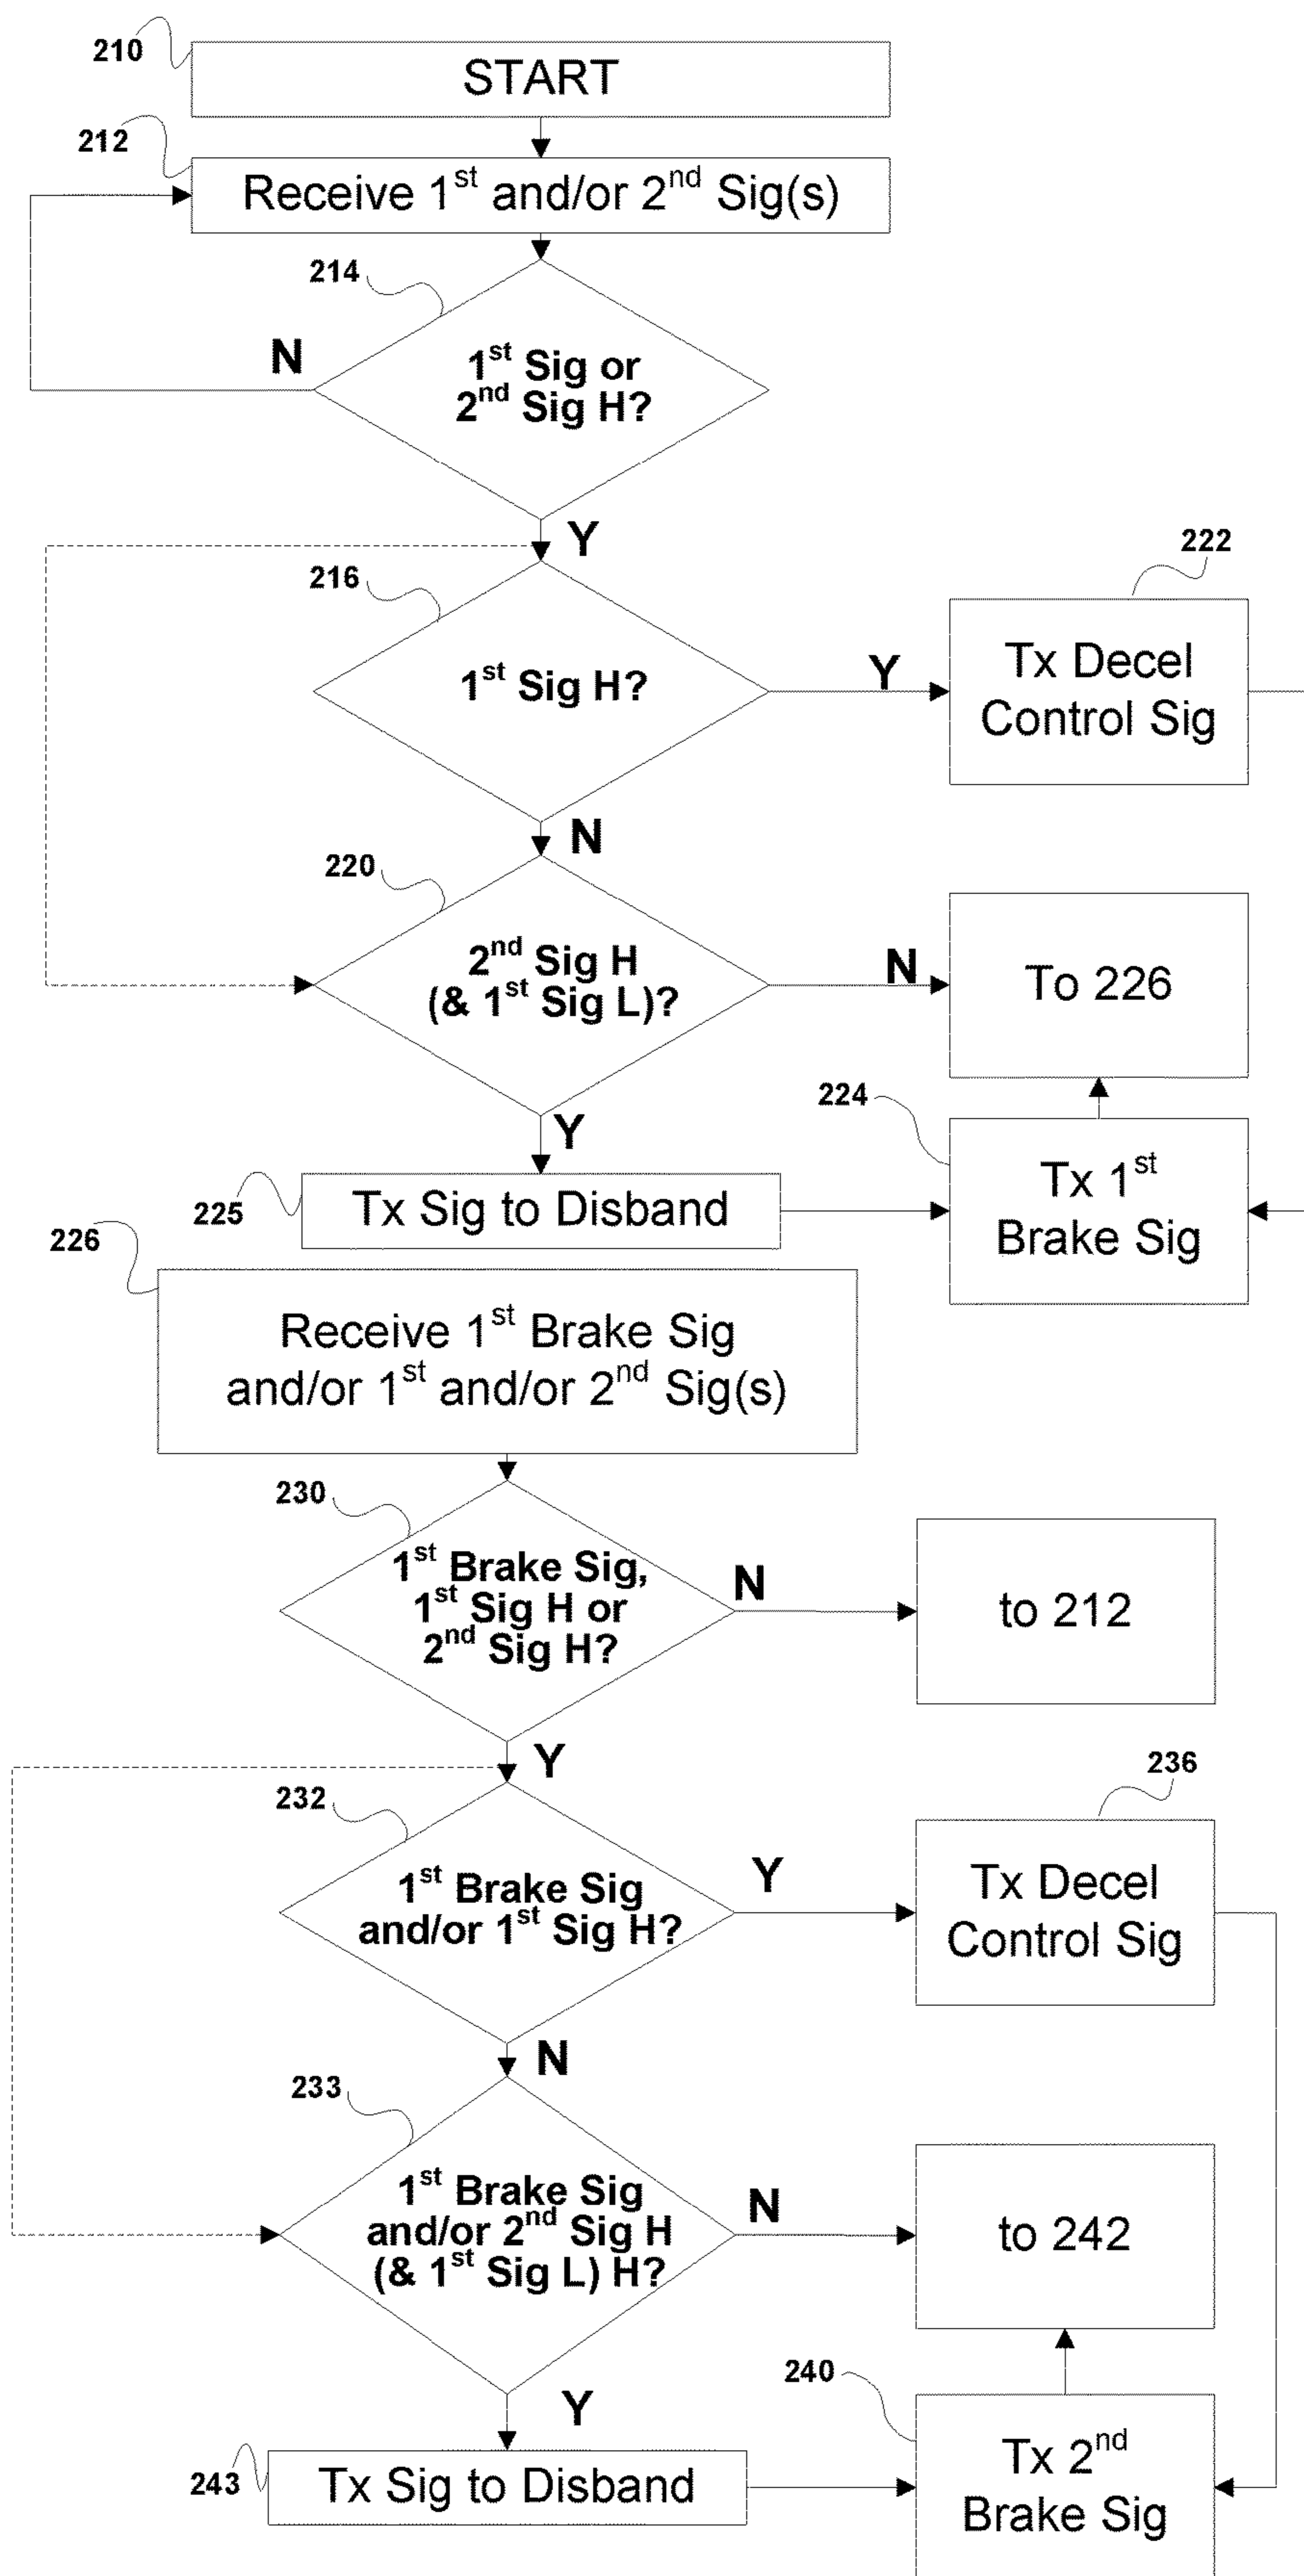 210
START
212
Receive 1st and/or 2nd Sig(s)
214
N
1st Sig or
2nd Sig H?
Y
216
222
1st Sig H?
Y
Tx Decel
Control Sig
N
220
2nd Sig H
(& 1st Sig L)?
N
To 226
Y
224
225
Tx Sig to Disband
Tx 1st
Brake Sig
226
Receive 1st Brake Sig
and/or 1st and/or 2nd Sig(s)
230
1st Brake Sig,
1st Sig H or
2nd Sig H?
N
to 212
Y
232
236
1st Brake Sig
and/or 1st Sig H?
Y
Tx Decel
Control Sig
N
233
1st Brake Sig
and/or 2nd Sig H
(& 1st Sig L) H?
N
to 242
Y
240
243
Tx Sig to Disband
Tx 2nd
Brake Sig